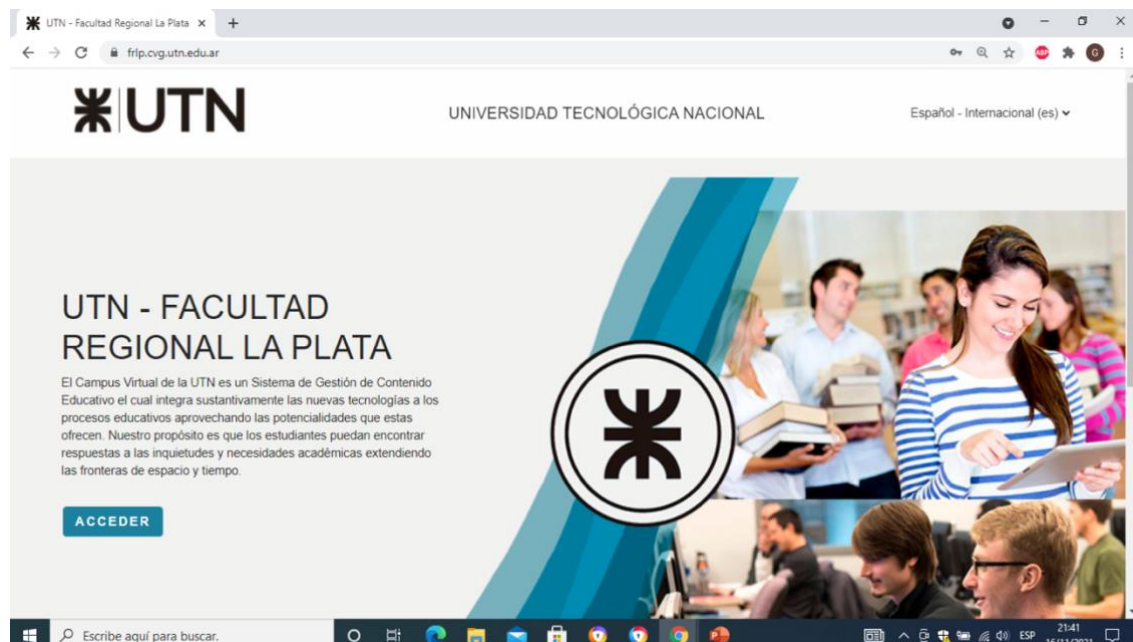 UTN - Facultad Regional La Plata
frlp.cvg.utn.edu.ar
ABP
G
UTN
UNIVERSIDAD TECNOLÓGICA NACIONAL
Español - Internacional (es)
UTN - FACULTAD
REGIONAL LA PLATA
El Campus Virtual de la UTN es un Sistema de Gestión de Contenido
Educativo el cual integra sustantivamente las nuevas tecnologías a los
procesos educativos aprovechando las potencialidades que estas
ofrecen. Nuestro propósito es que los estudiantes puedan encontrar
respuestas a las inquietudes y necesidades académicas extendiendo
las fronteras de espacio y tiempo.
ACCEDER
Escribe aquí para buscar.
ESP
21:41
16/11/2021